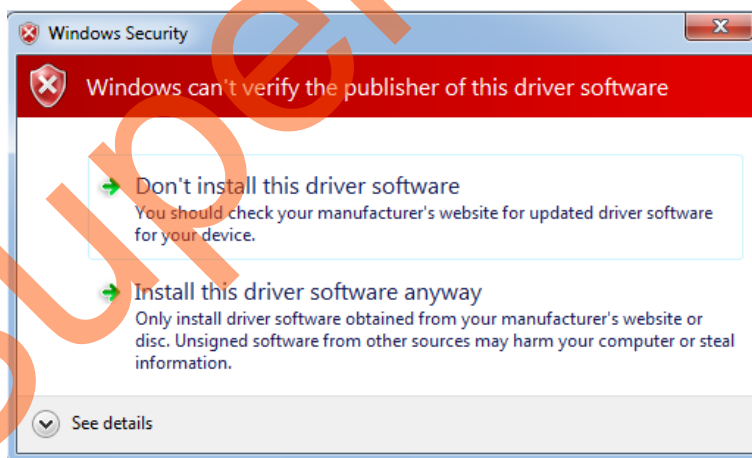 Windows Security
Windows can't verify the publisher of this driver software
Don't install this driver software
You should check your manufacturer's website for updated driver software
for your device.
Install this driver software anyway
Only install driver software obtained from your manufacturer's website or
disc. Unsigned software from other sources may harm your computer or steal
information.
See details